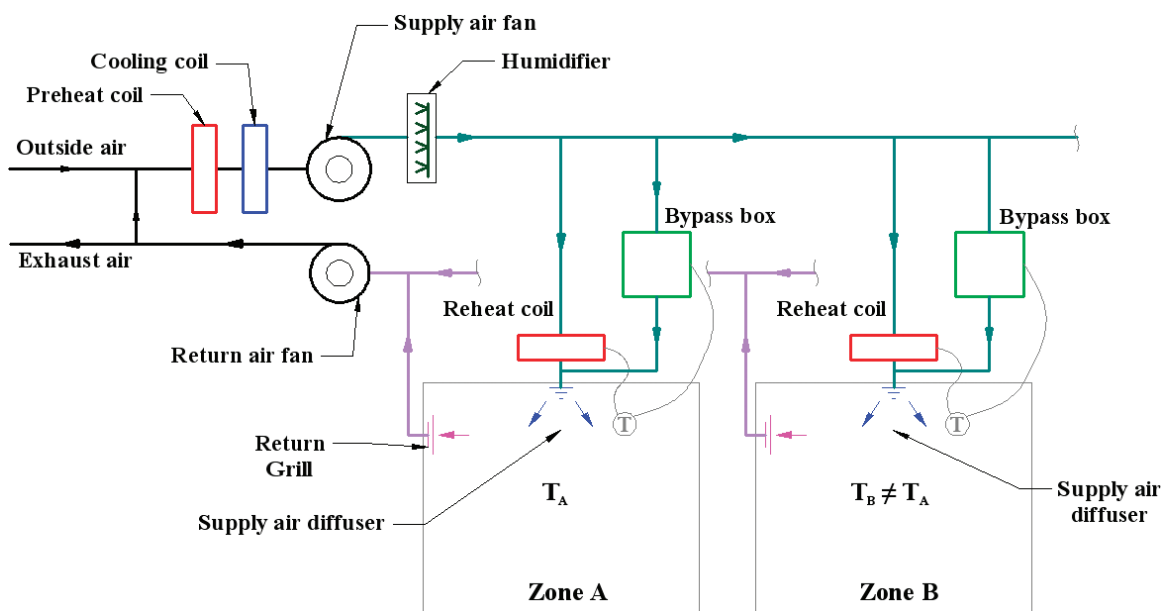 Supply air fan
Cooling coil
Humidifier
Preheat coil
Outside air
Bypass box
Bypass box
Exhaust air
Reheat coil
Reheat coil
Return air fan
T
T
Return
Grill
T_A
T_B ≠ T_A
Supply air
diffuser
Supply air diffuser
Zone A
Zone B